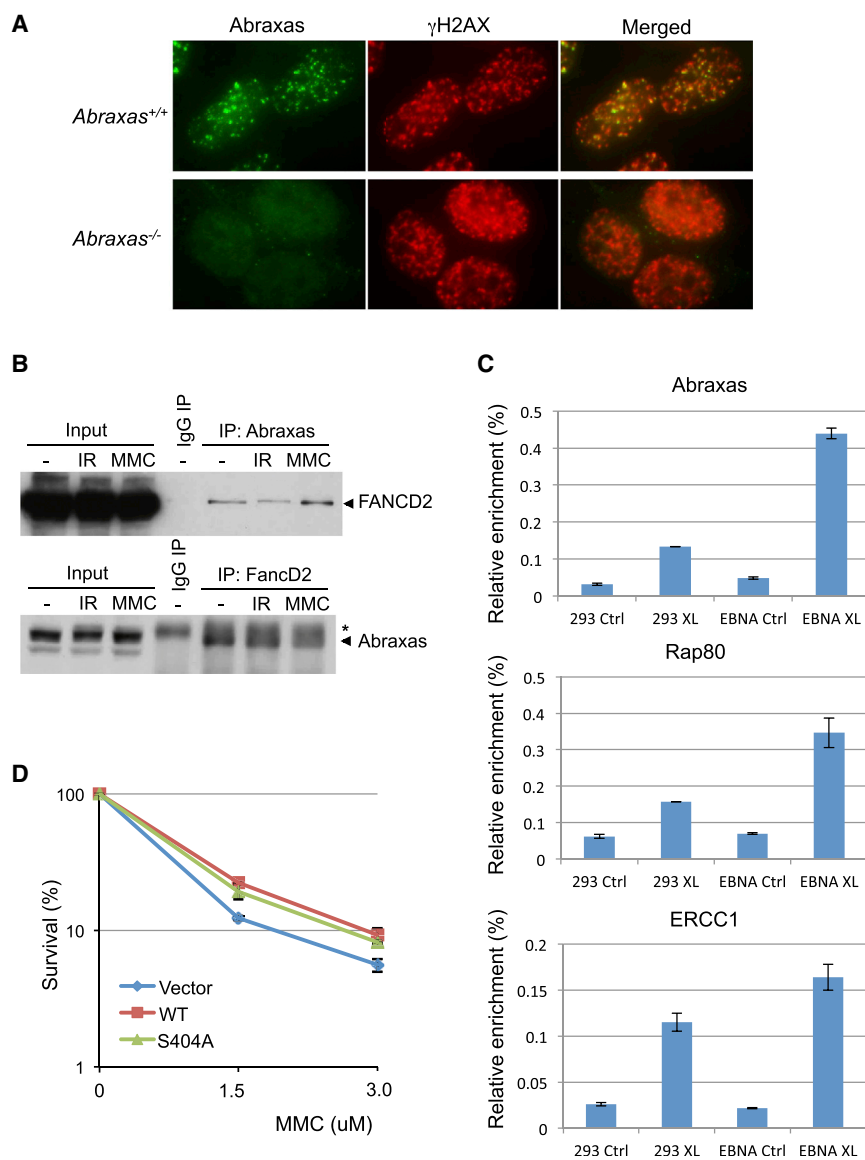 A
Abraxas γH2AX Merged
Abraxas+/+
Abraxas-/-
B
Input IgG IP IP: Abraxas
- IR MMC - - IR MMC
FANCD2
Input IgG IP IP: FancD2
- IR MMC - - IR MMC
*
Abraxas
C
Abraxas
Relative enrichment (%)
0.5
0.4
0.3
0.2
0.1
0
293 Ctrl 293 XL EBNA Ctrl EBNA XL
Rap80
Relative enrichment (%)
0.5
0.4
0.3
0.2
0.1
0
293 Ctrl 293 XL EBNA Ctrl EBNA XL
ERCC1
Relative enrichment (%)
0.2
0.15
0.1
0.05
0
293 Ctrl 293 XL EBNA Ctrl EBNA XL
D
Survival (%)
100
10
1
Vector
WT
S404A
0 1.5 3.0
MMC (uM)